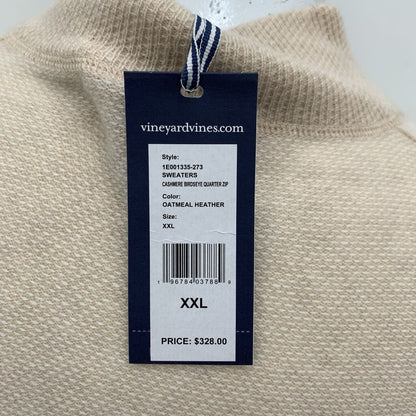 vineyardvines.com
Style:
1E001335-273
SWEATERS
CASHMERE BIRDSEYE QUARTER ZIP
Color:
OATMEAL HEATHER
Size:
XXL
1 96784 03788 9
XXL
PRICE: $328.00